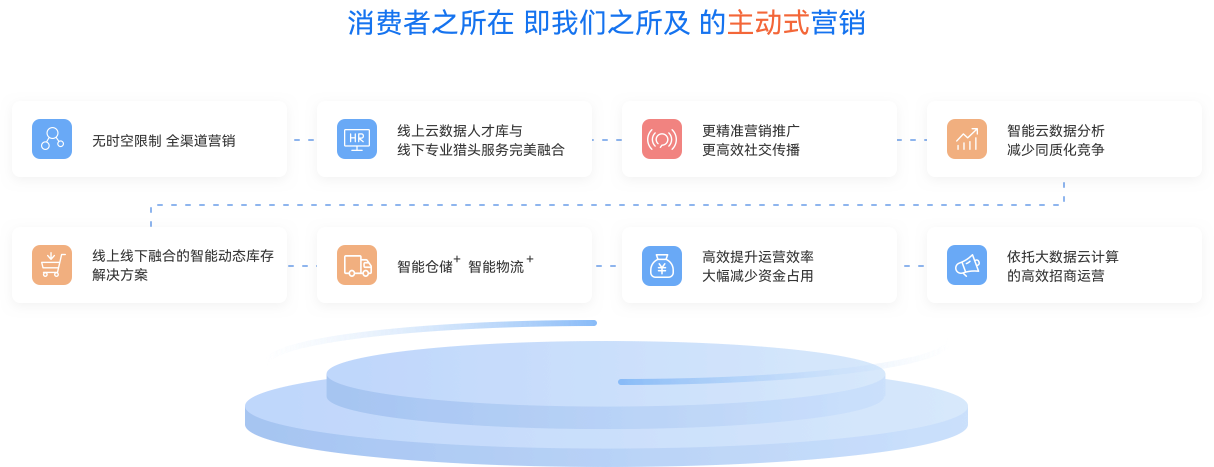 消费者之所在 即我们之所及 的主动式营销
无时空限制 全渠道营销
线上云数据人才库与
线下专业猎头服务完美融合
HR
更精准营销推广
更高效社交传播
智能云数据分析
减少同质化竞争
线上线下融合的智能动态库存
解决方案
智能仓储+ 智能物流+
高效提升运营效率
大幅减少资金占用
¥
依托大数据云计算
的高效招商运营